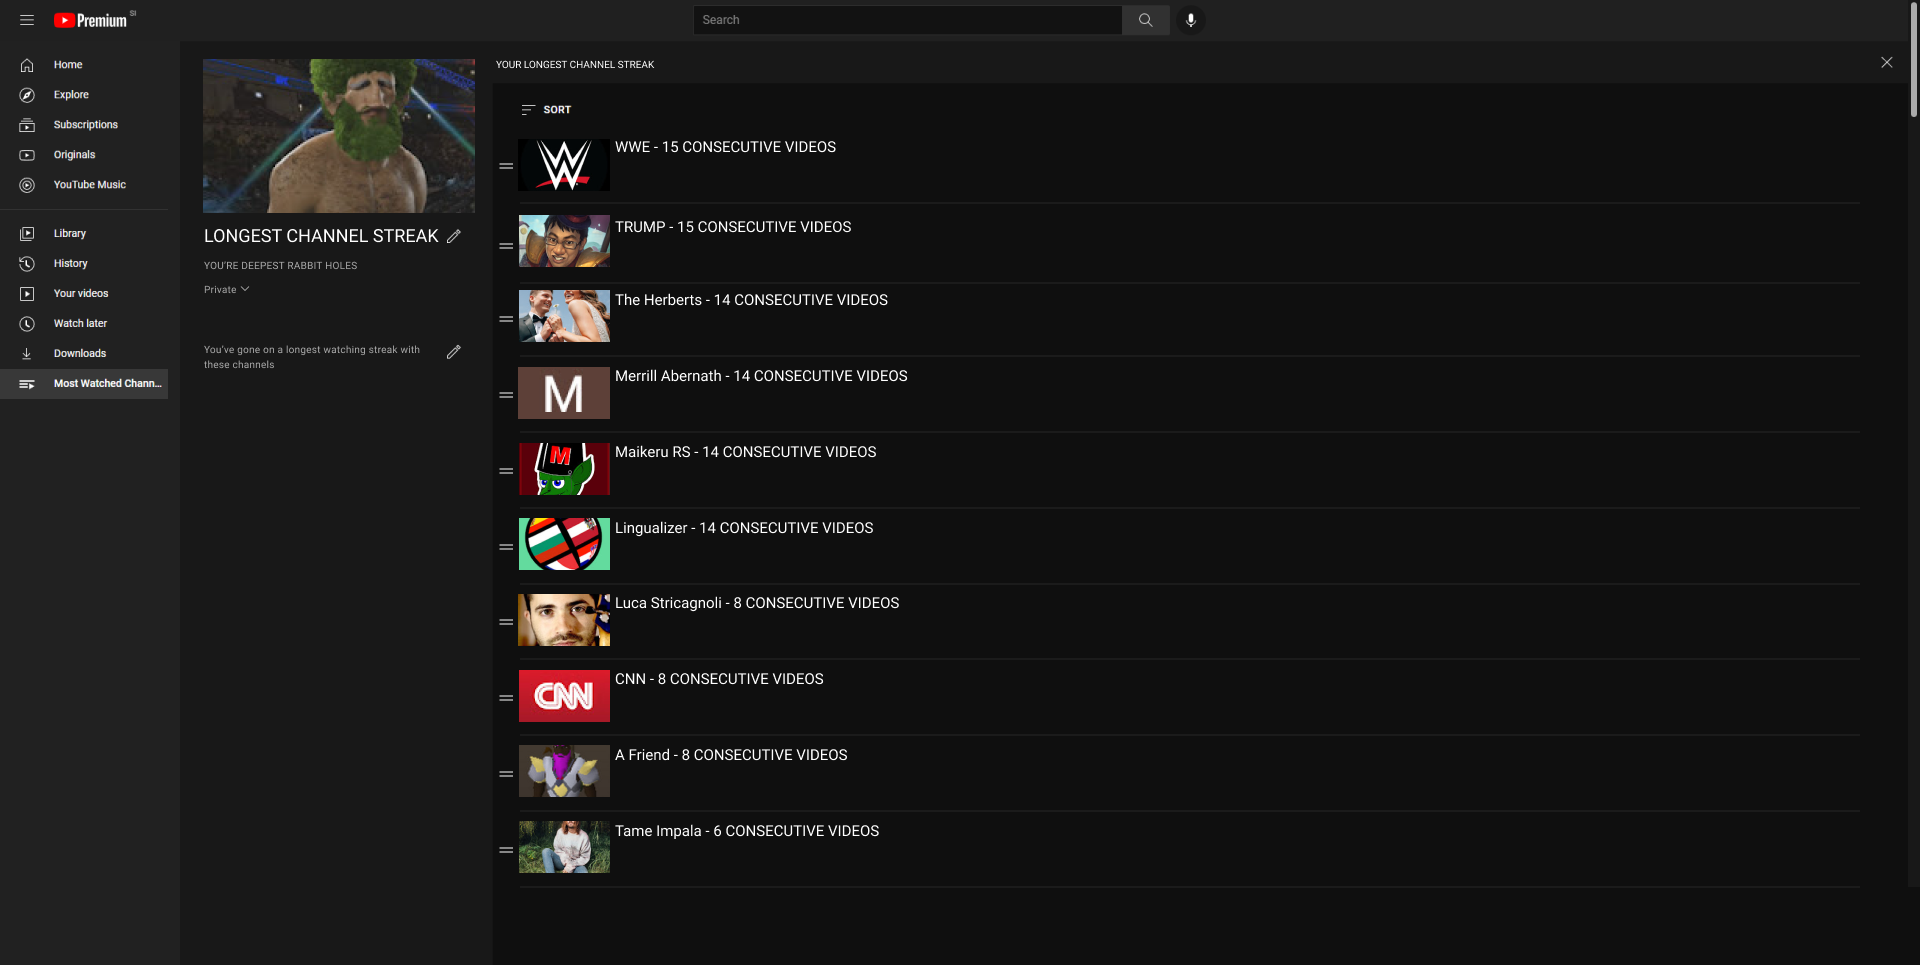 Premium SI
Search
Home
Explore
Subscriptions
Originals
YouTube Music
Library
History
Your videos
Watch later
Downloads
Most Watched Chann...
LONGEST CHANNEL STREAK
YOU'RE DEEPEST RABBIT HOLES
Private
You've gone on a longest watching streak with
these channels
YOUR LONGEST CHANNEL STREAK
SORT
W
WWE - 15 CONSECUTIVE VIDEOS
TRUMP - 15 CONSECUTIVE VIDEOS
The Herberts - 14 CONSECUTIVE VIDEOS
M
Merrill Abernath - 14 CONSECUTIVE VIDEOS
M
Maikeru RS - 14 CONSECUTIVE VIDEOS
Lingualizer - 14 CONSECUTIVE VIDEOS
Luca Stricagnoli - 8 CONSECUTIVE VIDEOS
CNN
CNN - 8 CONSECUTIVE VIDEOS
A Friend - 8 CONSECUTIVE VIDEOS
Tame Impala - 6 CONSECUTIVE VIDEOS